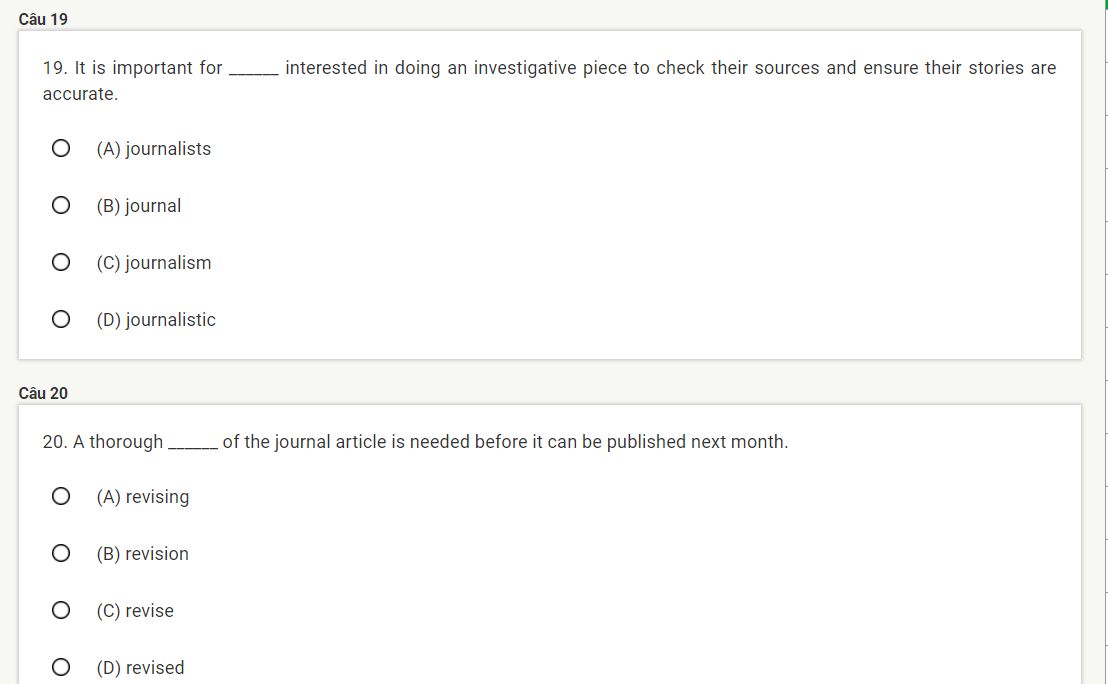 Câu 19
19. It is important for ______ interested in doing an investigative piece to check their sources and ensure their stories are
accurate.
(A) journalists
(B) journal
(C) journalism
(D) journalistic
Câu 20
20. A thorough ______ of the journal article is needed before it can be published next month.
(A) revising
(B) revision
(C) revise
(D) revised